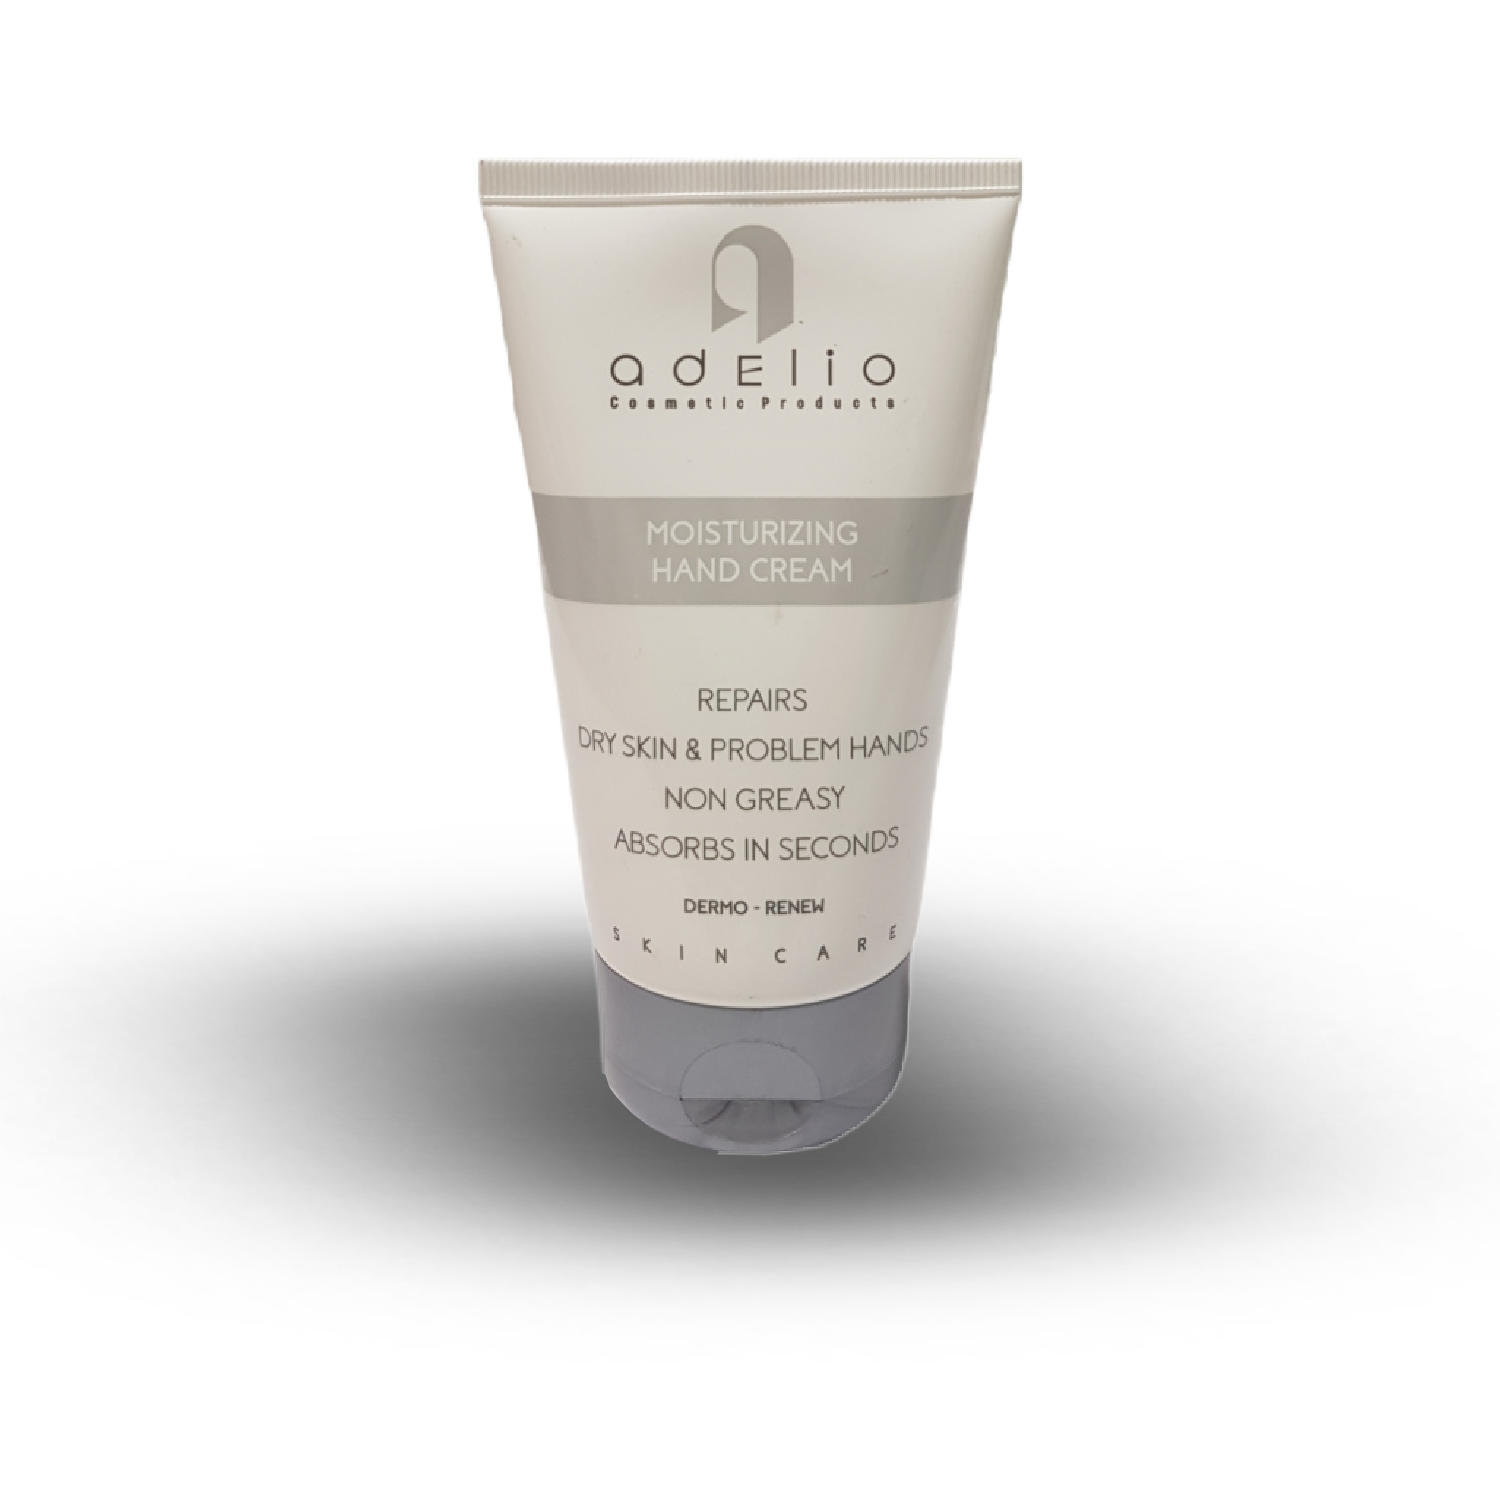 adElio
Cosmetic Products
MOISTURIZING
HAND CREAM
REPAIRS
DRY SKIN & PROBLEM HANDS
NON GREASY
ABSORBS IN SECONDS
DERMO - RENEW
SKIN CARE